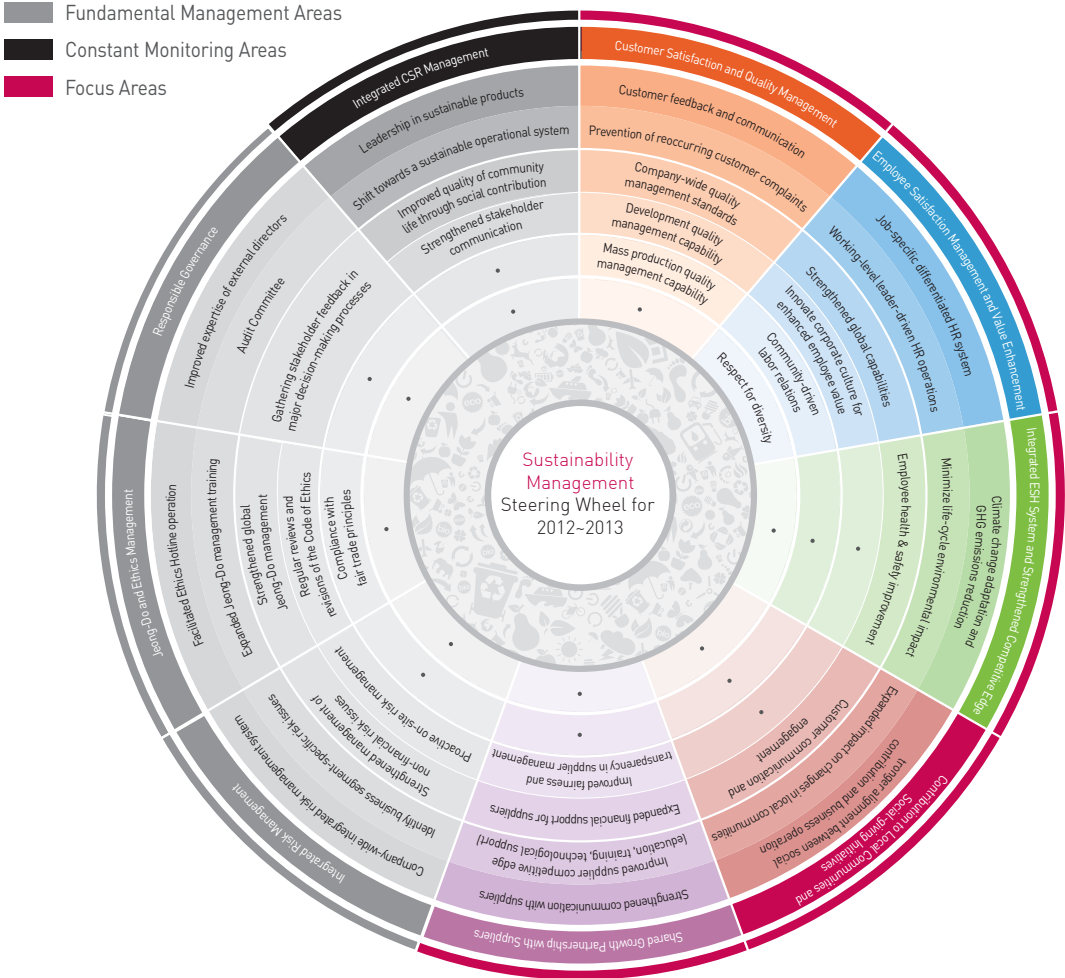 Fundamental Management Areas
Constant Monitoring Areas
Focus Areas
Integrated CSR Management
Leadership in sustainable products
Shift towards a sustainable operational system
Improved quality of community
life through social contribution
Strengthened stakeholder
communication
Customer Satisfaction and Quality Management
Customer feedback and communication
Prevention of reoccurring customer complaints
Company-wide quality
management standards
Development quality
management capability
Mass production quality
management capability
Employee Satisfaction Management and Value Enhancement
Job-specific differentiated HR system
Working-level leader-driven HR operations
Strengthened global capabilities
Innovate corporate culture for
enhanced employee value
Community-driven
labor relations
Respect for diversity
Integrated ESH System and Strengthened Competitive Edge
Climate change adaptation and
GHG emissions reduction
Minimize life-cycle environmental impact
Employee health & safety improvement
Contribution to Local Communities and
Social-giving Initiatives
tronger alignment between social
contribution and business operation
Expanded impact on changes in local communities
Customer communication and
engagement
Shared Growth Partnership with Suppliers
Strengthened communication with suppliers
Improved supplier competitive edge
(education, training, technological support)
Expanded financial support for suppliers
Improved fairness and
transparency in supplier management
Integrated Risk Management
Company-wide integrated risk management system
Identify business segment-specific risk issues
Strengthened management of
non-financial risk issues
Proactive on-site risk management
Jeong-Do and Ethics Management
Facilitated Ethics Hotline operation
Expanded Jeong-Do management training
Strengthened global
Jeong-Do management
Regular reviews and
revisions of the Code of Ethics
Compliance with
fair trade principles
Responsible Governance
Improved expertise of external directors
Audit Committee
Gathering stakeholder feedback in
major decision-making processes
Sustainability
Management
Steering Wheel for
2012~2013
eco
eco